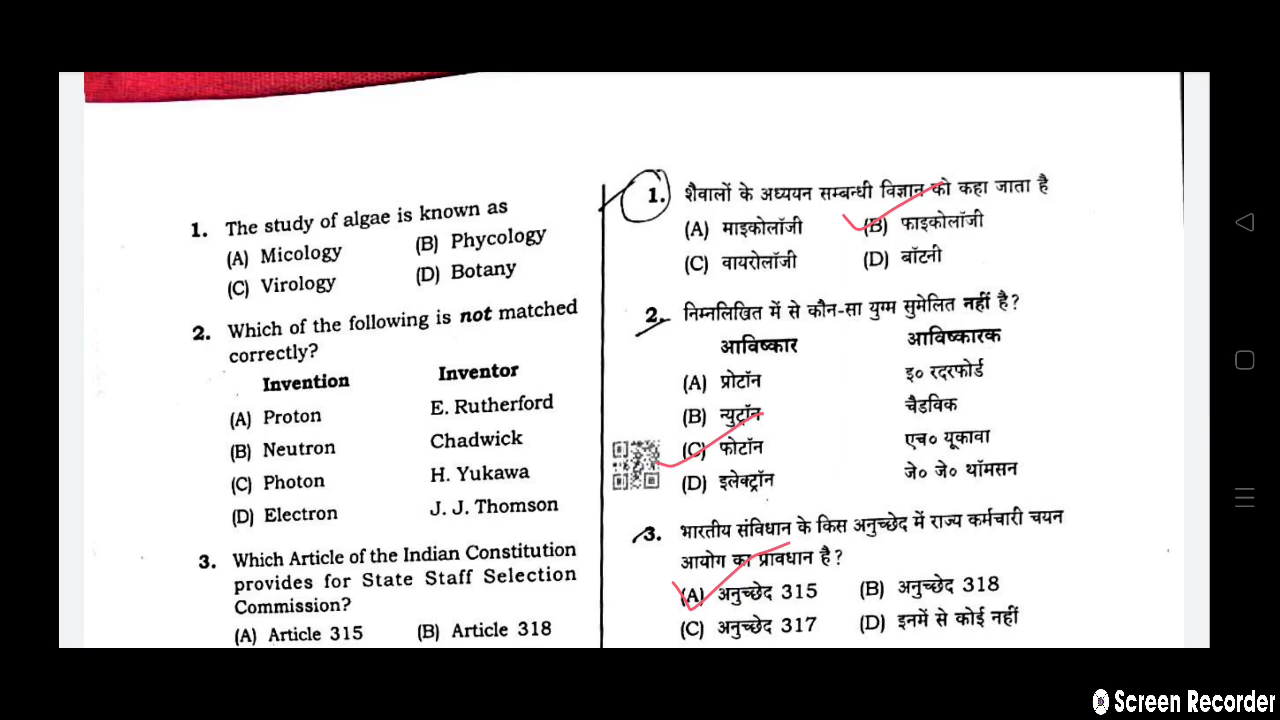 1. The study of algae is known as
(A) Micology (B) Phycology
(C) Virology (D) Botany
2. Which of the following is not matched
correctly?
Invention Inventor
(A) Proton E. Rutherford
(B) Neutron Chadwick
(C) Photon H. Yukawa
(D) Electron J. J. Thomson
3. Which Article of the Indian Constitution
provides for State Staff Selection
Commission?
(A) Article 315 (B) Article 318
1. शैवालों के अध्ययन सम्बन्धी विज्ञान को कहा जाता है
(A) माइकोलॉजी (B) फाइकोलॉजी
(C) वायरोलॉजी (D) बॉटनी
2. निम्नलिखित में से कौन-सा युग्म सुमेलित नहीं है?
आविष्कार आविष्कारक
(A) प्रोटॉन इ० रदरफोर्ड
(B) न्युट्रॉन चैडविक
(C) फोटॉन एच० यूकावा
(D) इलेक्ट्रॉन जे० जे० थॉमसन
3. भारतीय संविधान के किस अनुच्छेद में राज्य कर्मचारी चयन
आयोग का प्रावधान है?
(A) अनुच्छेद 315 (B) अनुच्छेद 318
(C) अनुच्छेद 317 (D) इनमें से कोई नहीं
Screen Recorder